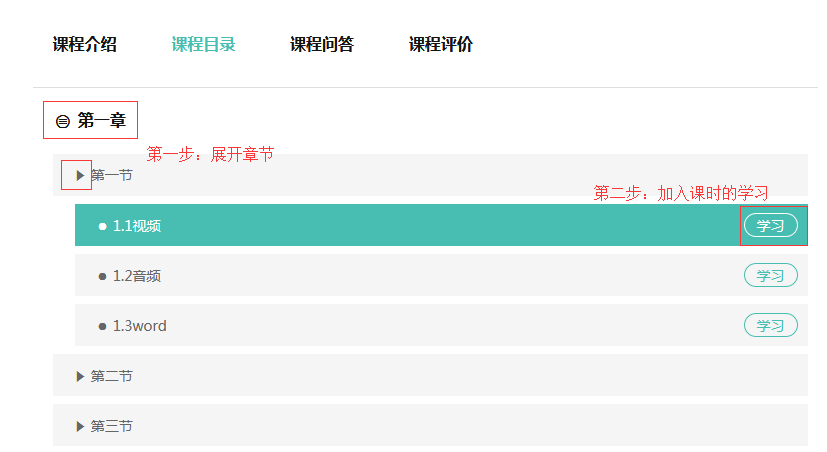 课程介绍 课程目录 课程问答 课程评价
第一章
第一步：展开章节
第一节
第二步：加入课时的学习
1.1视频 学习
1.2音频 学习
1.3word 学习
第二节
第三节